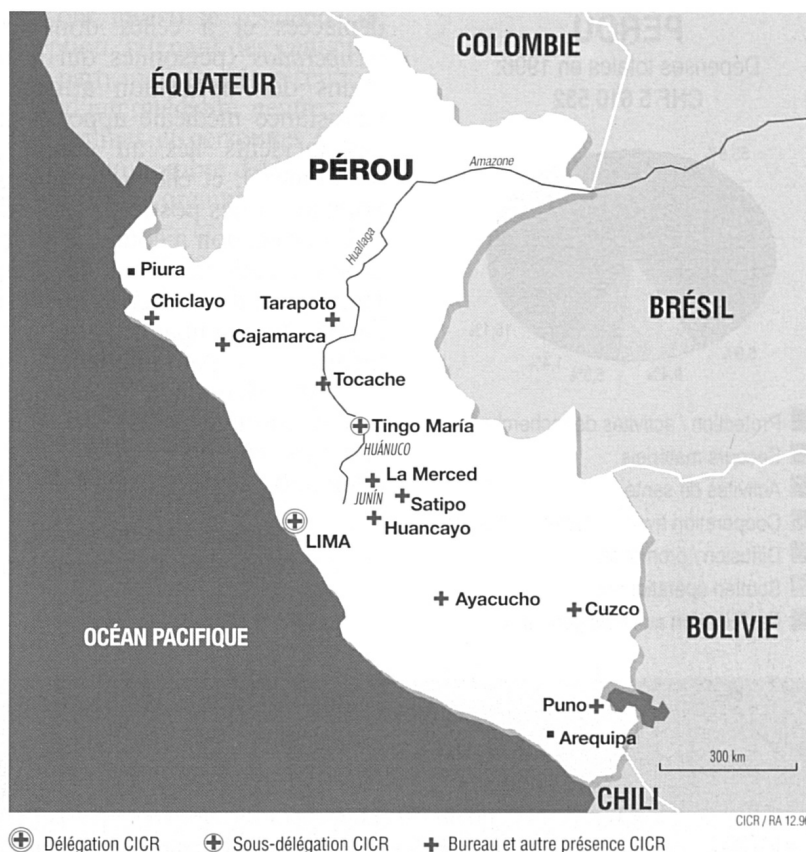 COLOMBIE
ÉQUATEUR
PÉROU
Amazone
Huallaga
Piura
Chiclayo
Tarapoto
BRÉSIL
Cajamarca
Tocache
Tingo María
HUÁNUCO
La Merced
JUNÍN
Satipo
Huancayo
LIMA
Ayacucho
Cuzco
OCÉAN PACIFIQUE
BOLIVIE
Puno
Arequipa
300 km
CHILI
CICR / RA 12.96
Délégation CICR
Sous-délégation CICR
Bureau et autre présence CICR